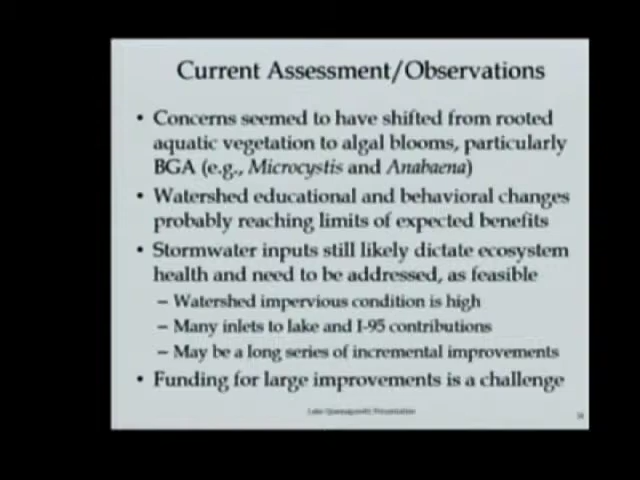 Current Assessment/Observations
• Concerns seemed to have shifted from rooted
aquatic vegetation to algal blooms, particularly
BGA (e.g., Microcystis and Anabaena)
• Watershed educational and behavioral changes
probably reaching limits of expected benefits
• Stormwater inputs still likely dictate ecosystem
health and need to be addressed, as feasible
– Watershed impervious condition is high
– Many inlets to lake and I-95 contributions
– May be a long series of incremental improvements
• Funding for large improvements is a challenge
Lake Presentation